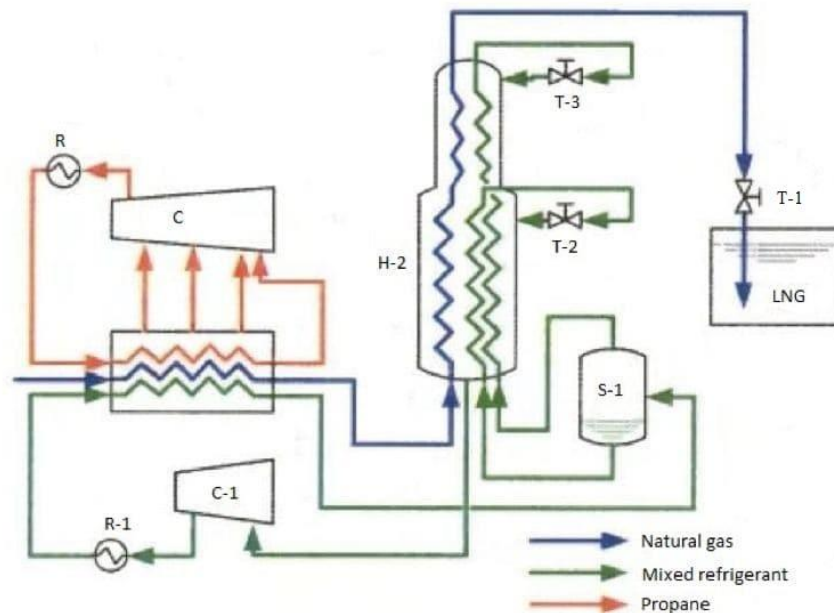 T-3
R
C
T-1
T-2
H-2
LNG
S-1
C-1
R-1
Natural gas
Mixed refrigerant
Propane